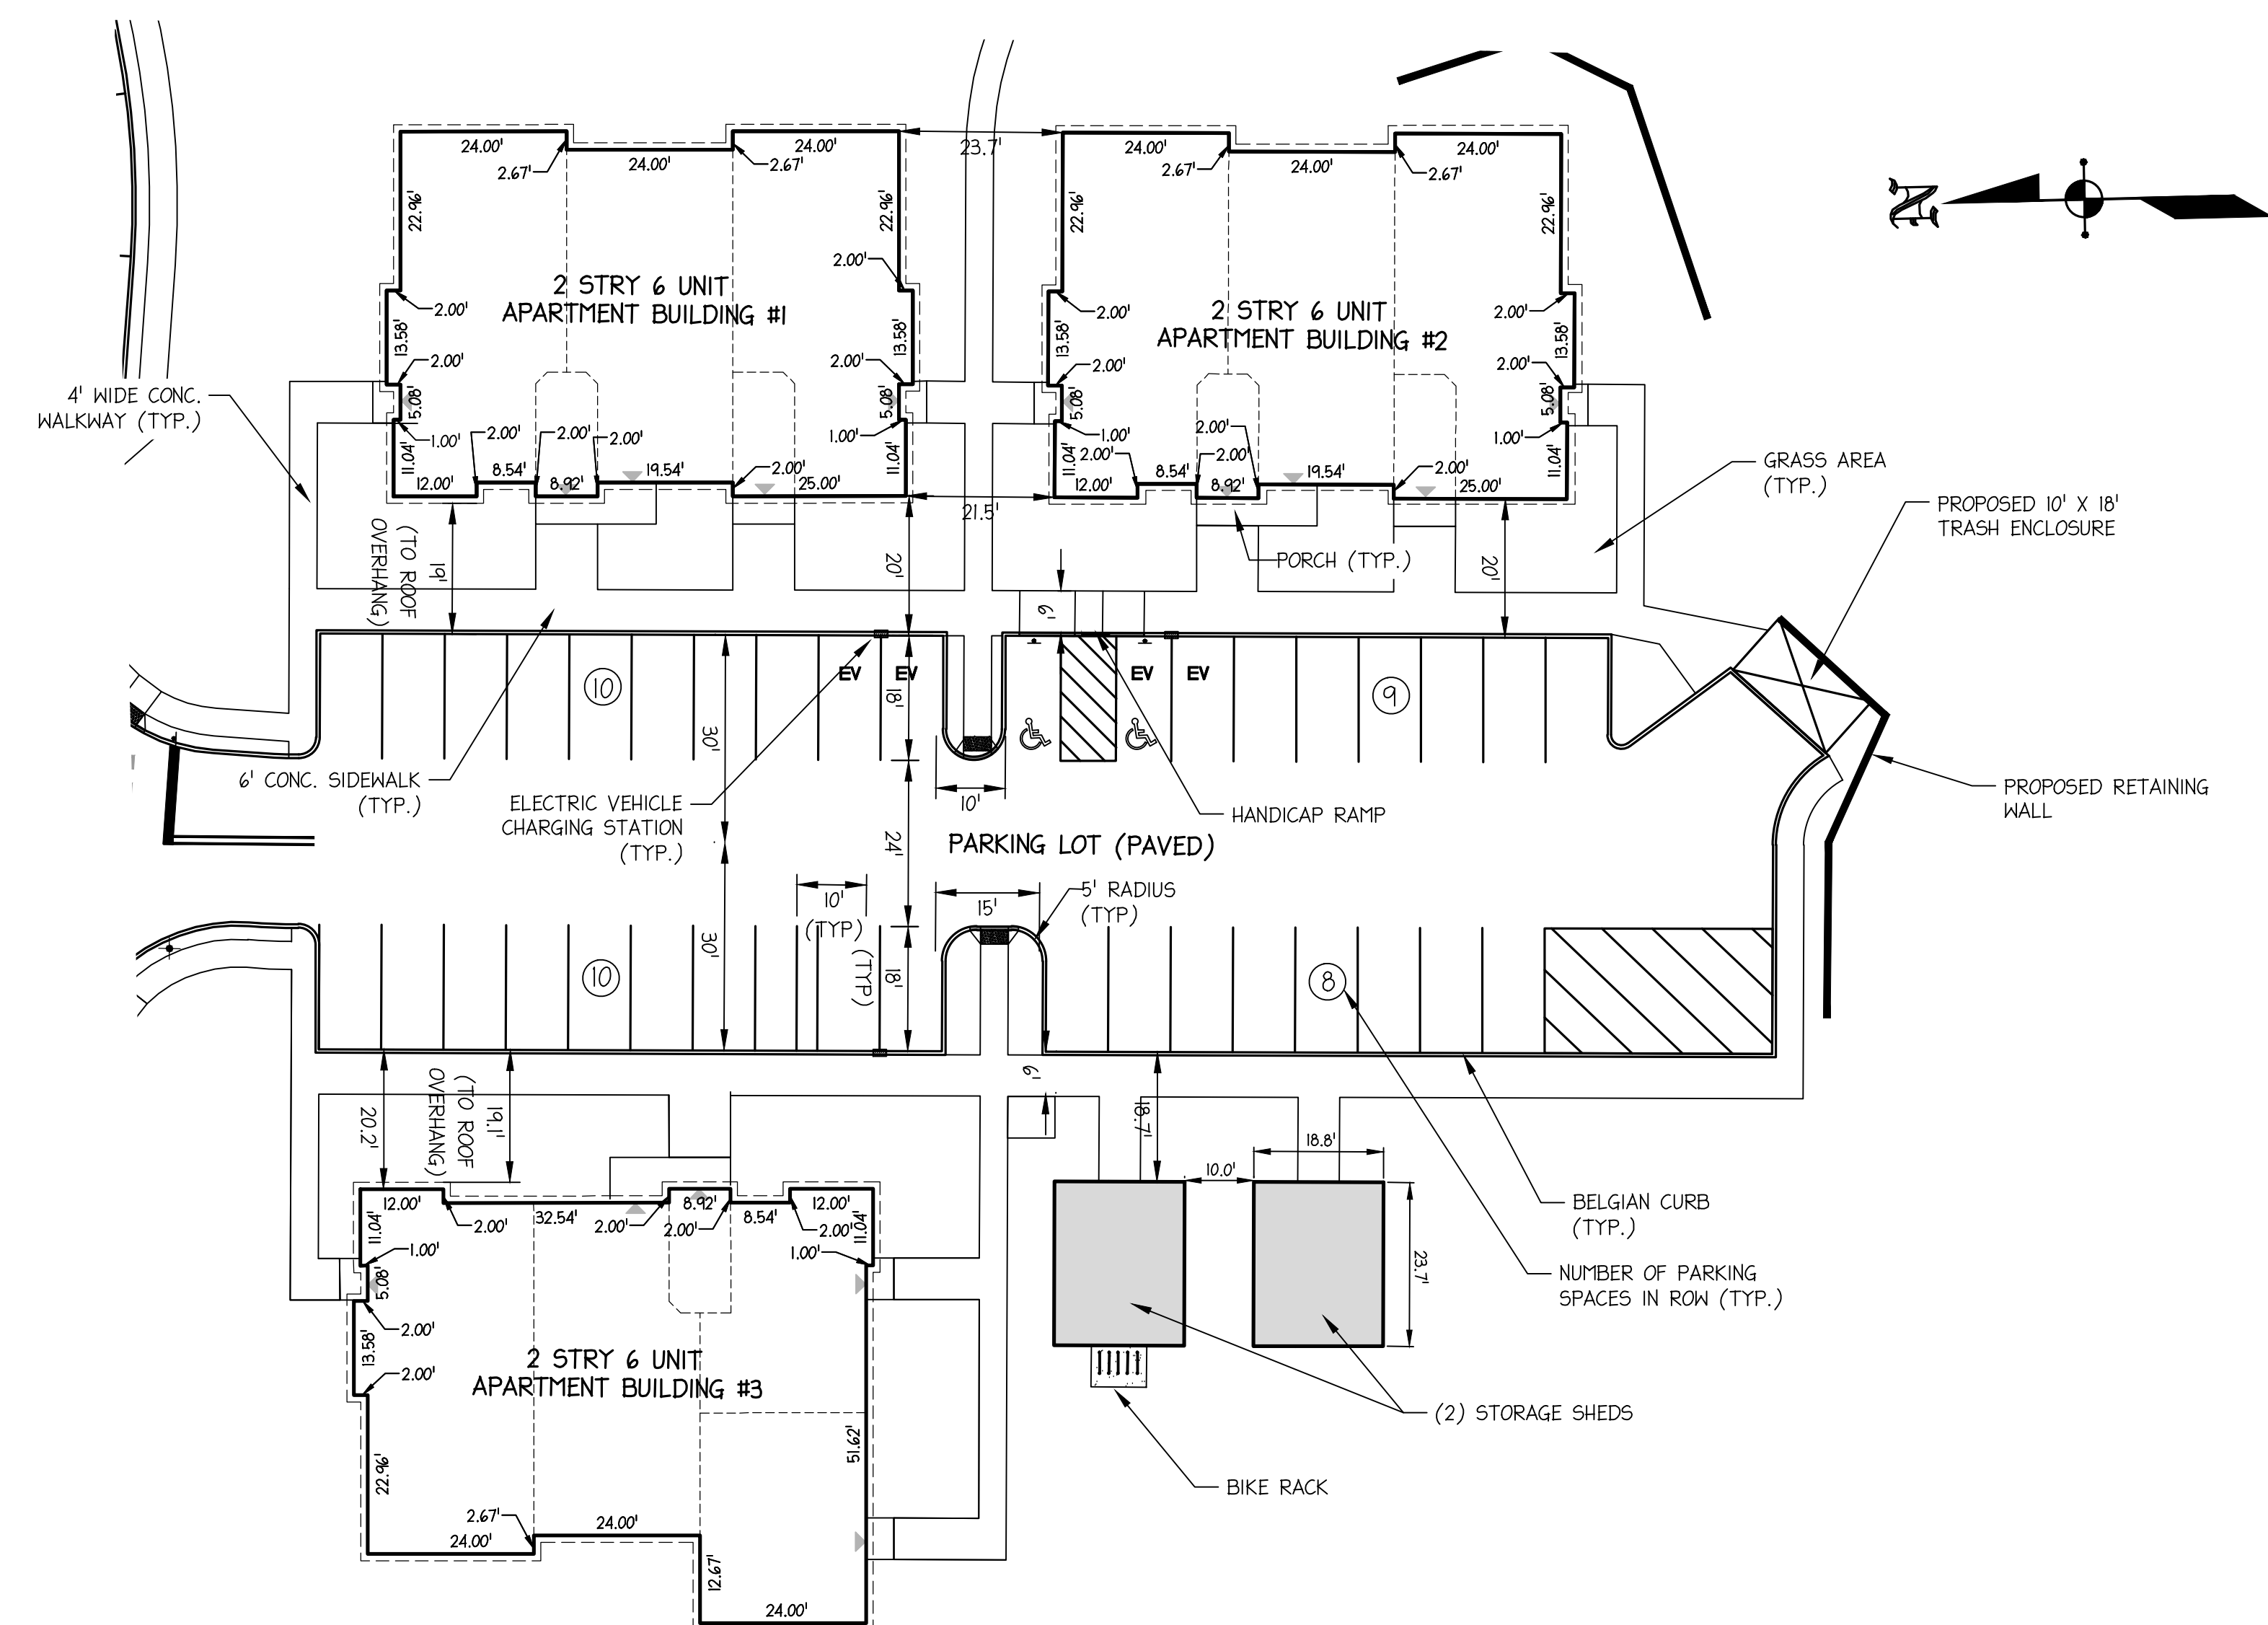 24.00'
2.67'
24.00'
24.00'
2.67'
23.7'
24.00'
2.67'
24.00'
24.00'
2.67'
N
22.96'
22.96'
22.96'
22.96'
2.00'
2 STRY 6 UNIT
APARTMENT BUILDING #1
2 STRY 6 UNIT
APARTMENT BUILDING #2
2.00'
13.58'
2.00'
13.58'
2.00'
5.08'
5.08'
2.00'
13.58'
2.00'
5.08'
2.00'
13.58'
2.00'
5.08'
4' WIDE CONC.
WALKWAY (TYP.)
1.00'
11.04'
2.00'
2.00'
2.00'
1.00'
11.04'
12.00'
8.54'
8.92'
19.54'
2.00'
25.00'
1.00'
11.04'
2.00'
2.00'
2.00'
1.00'
11.04'
12.00'
8.54'
8.92'
19.54'
2.00'
25.00'
21.5'
GRASS AREA
(TYP.)
PROPOSED 10' X 18'
TRASH ENCLOSURE
(TO ROOF
OVERHANG)
19'
20'
PORCH (TYP.)
20'
6'
EV
EV
EV
EV
10
9
18'
30'
6' CONC. SIDEWALK
(TYP.)
ELECTRIC VEHICLE
CHARGING STATION
(TYP.)
10'
HANDICAP RAMP
PROPOSED RETAINING
WALL
24'
PARKING LOT (PAVED)
10'
(TYP)
15'
5' RADIUS
(TYP)
30'
(TYP)
18'
10
8
6'
20.2'
(TO ROOF
OVERHANG)
19.1'
18.7'
18.8'
10.0'
23.7'
BELGIAN CURB
(TYP.)
NUMBER OF PARKING
SPACES IN ROW (TYP.)
12.00'
2.00'
32.54'
2.00'
8.92'
2.00'
8.54'
12.00'
2.00'
11.04'
11.04'
1.00'
1.00'
5.08'
2.00'
13.58'
2.00'
2 STRY 6 UNIT
APARTMENT BUILDING #3
22.96'
51.62'
2.67'
24.00'
24.00'
12.67'
24.00'
(2) STORAGE SHEDS
BIKE RACK